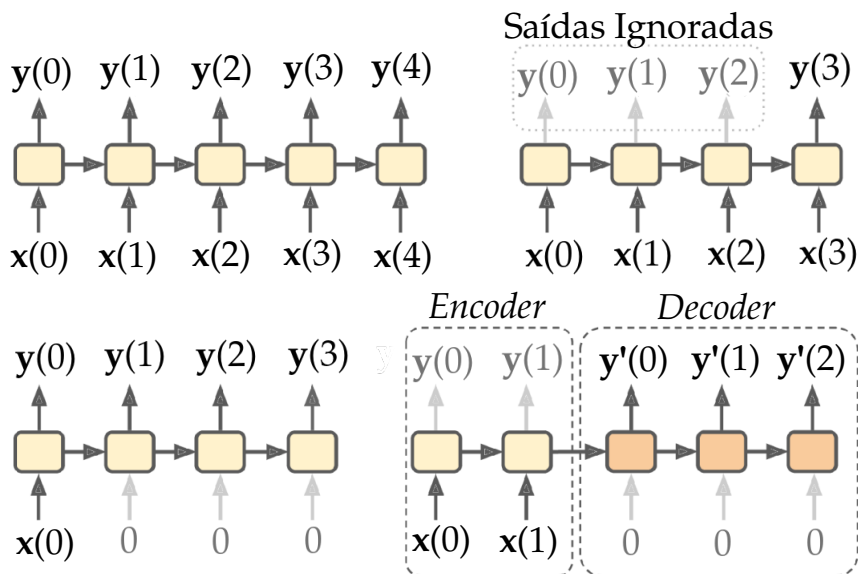 Saídas Ignoradas
y(0) y(1) y(2) y(3) y(4)
y(0) y(1) y(2) y(3)
x(0) x(1) x(2) x(3) x(4)
x(0) x(1) x(2) x(3)
Encoder Decoder
y(0) y(1) y(2) y(3)
y(0) y(1) y'(0) y'(1) y'(2)
x(0) 0 0 0
x(0) x(1) 0 0 0